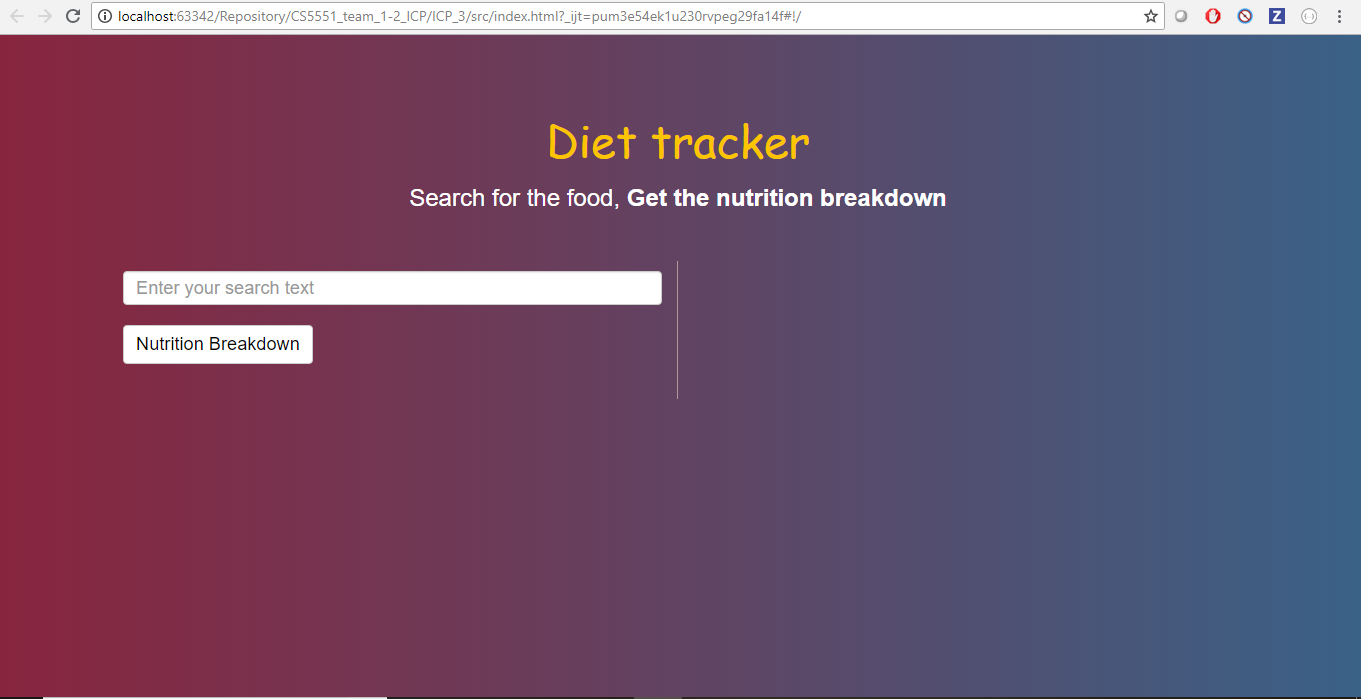 localhost:63342/Repository/CS5551_team_1-2_ICP/ICP_3/src/index.html?_ijt=pum3e54ek1u230rvpeg29fa14f#!/
Z
Diet tracker
Search for the food, Get the nutrition breakdown
Enter your search text
Nutrition Breakdown